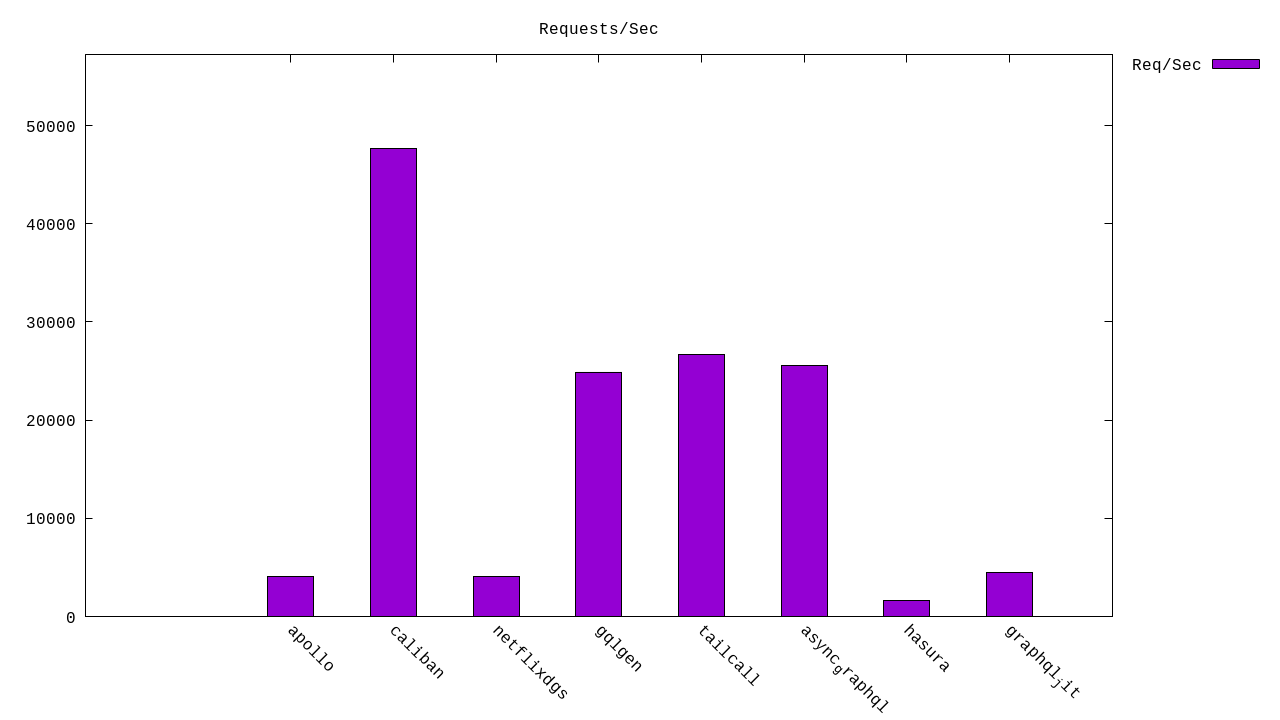 Requests/Sec
Req/Sec
50000
40000
30000
20000
10000
0
apollo
caliban
netflixdgs
gqlgen
tailcall
async_graphql
hasura
graphql_jit